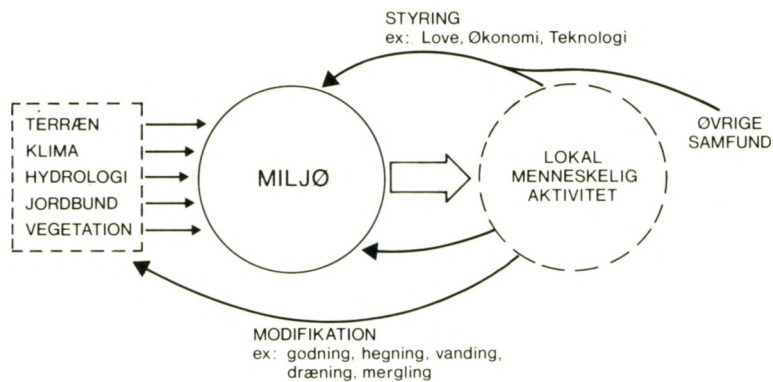 STYRING
ex: Love, Økonomi, Teknologi
TERRÆN
KLIMA
HYDROLOGI
JORDBUND
VEGETATION
MILJØ
LOKAL
MENNESKELIG
AKTIVITET
ØVRIGE
SAMFUND
MODIFIKATION
ex: gødning, hegning, vanding,
dræning, mergling